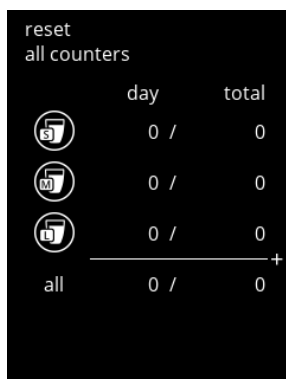 reset
all counters
day total
S 0 / 0
M 0 / 0
L 0 / 0
+
all 0 / 0